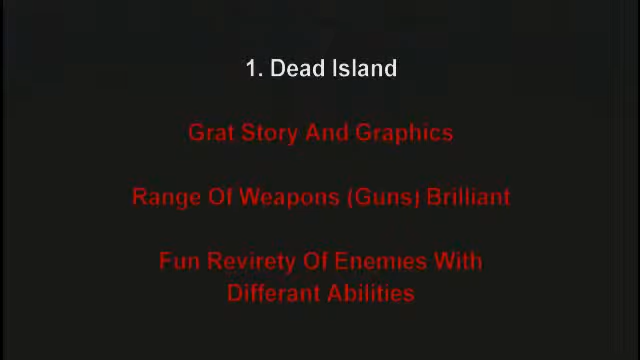 1. Dead Island
Grat Story And Graphics
Range Of Weapons (Guns) Brilliant
Fun Revirety Of Enemies With
Differant Abilities